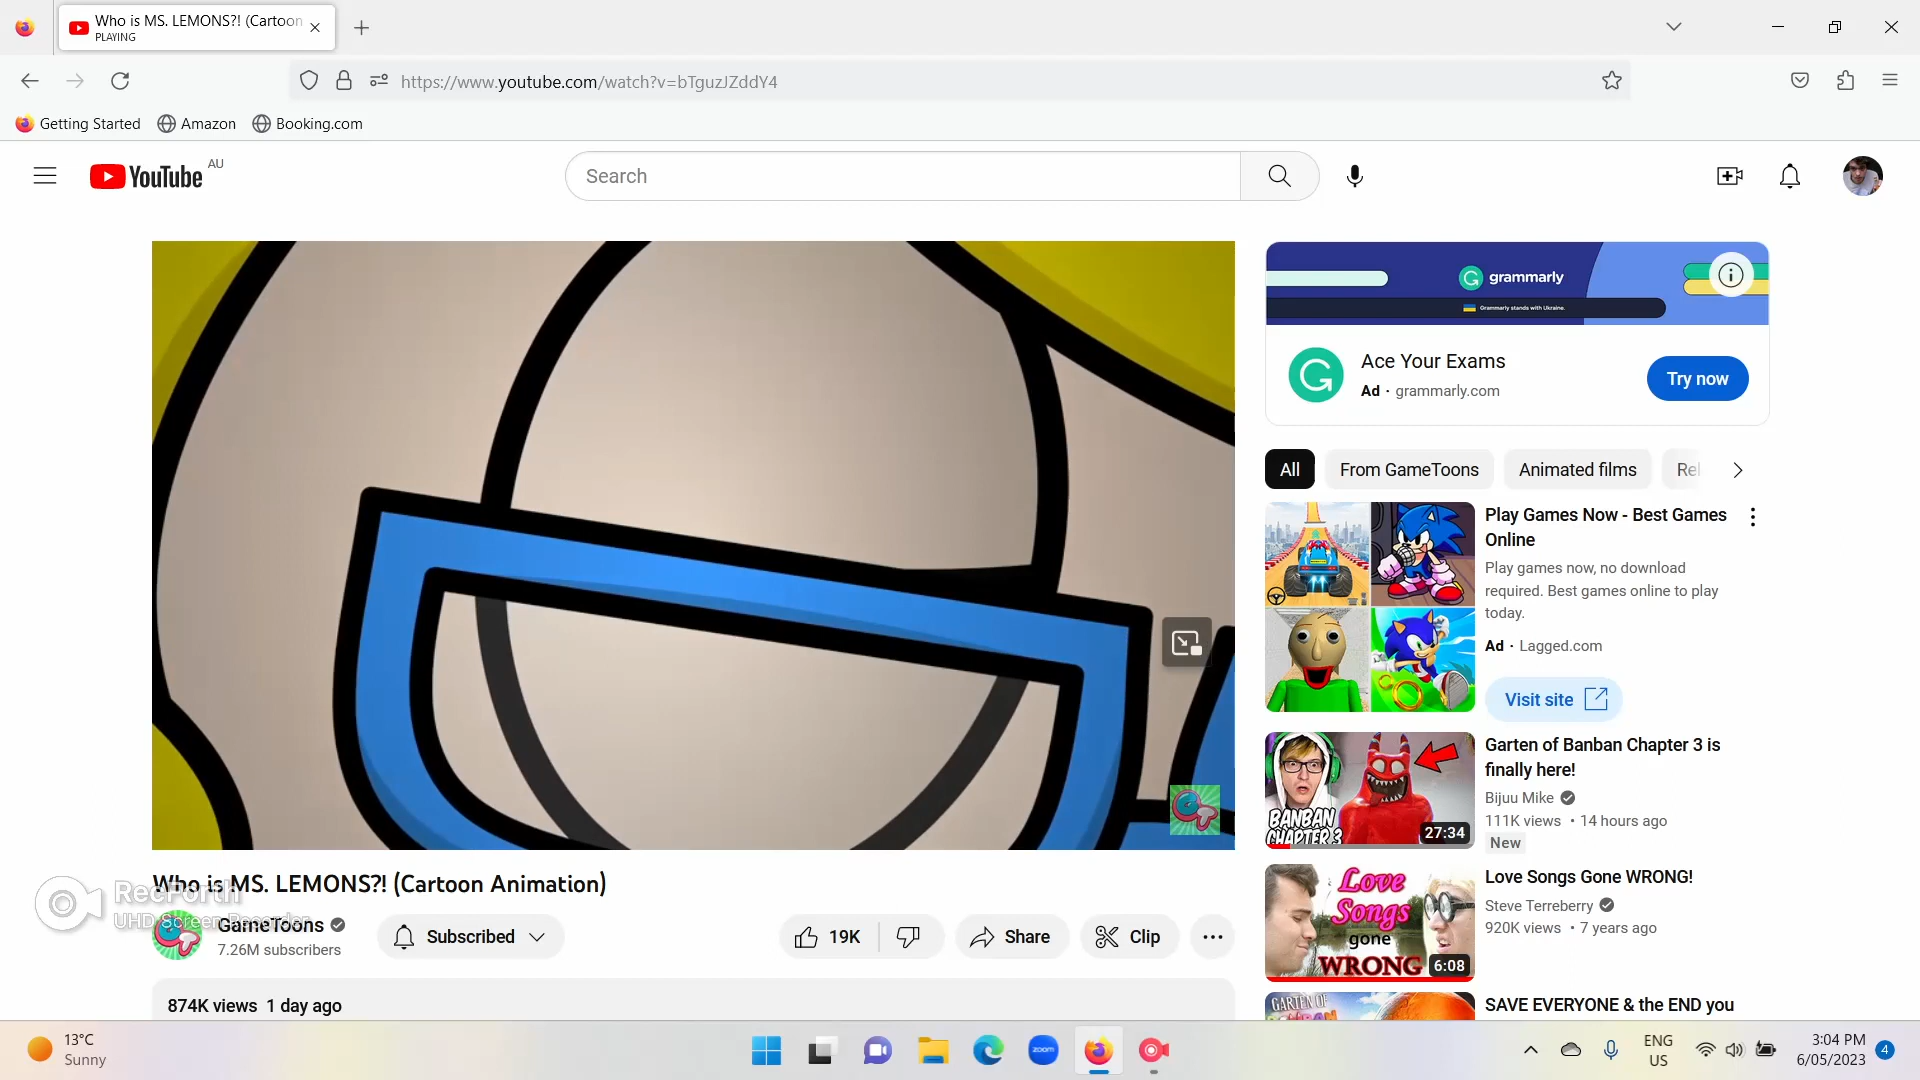 Who is MS. LEMONS?! (Cartoon
PLAYING
https://www.youtube.com/watch?v=bTguzJZddY4
Getting Started
Amazon
Booking.com
YouTube
AU
Search
grammarly
Grammarly stands with Ukraine.
Ace Your Exams
Ad · grammarly.com
Try now
All
From GameToons
Animated films
Rel
Play Games Now - Best Games
Online
Play games now, no download
required. Best games online to play
today.
Ad · Lagged.com
Visit site
BANBAN
CHAPTER 3
27:34
Garten of Banban Chapter 3 is
finally here!
Bijuu Mike
111K views • 14 hours ago
New
Love
Songs
gone
WRONG
6:08
Love Songs Gone WRONG!
Steve Terreberry
920K views • 7 years ago
GARTEN OF
SAVE EVERYONE & the END you
Who is MS. LEMONS?! (Cartoon Animation)
RecForth
UHD Screen Recorder
GameToons
7.26M subscribers
Subscribed
19K
Share
Clip
874K views 1 day ago
13°C
Sunny
zoom
ENG
US
3:04 PM
6/05/2023
4